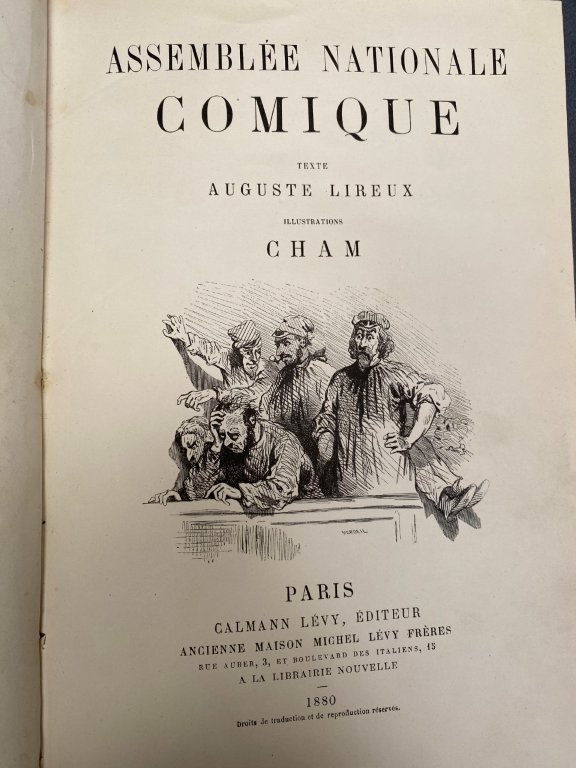 ASSEMBLÉE NATIONALE
COMIQUE
TEXTE
AUGUSTE LIREUX
ILLUSTRATIONS
CHAM
PARIS
CALMANN LÉVY, ÉDITEUR
ANCIENNE MAISON MICHEL LÉVY FRÈRES
RUE AUBER, 3, ET BOULEVARD DES ITALIENS, 15
A LA LIBRAIRIE NOUVELLE
1880
Droits de traduction et de reproduction réservés.